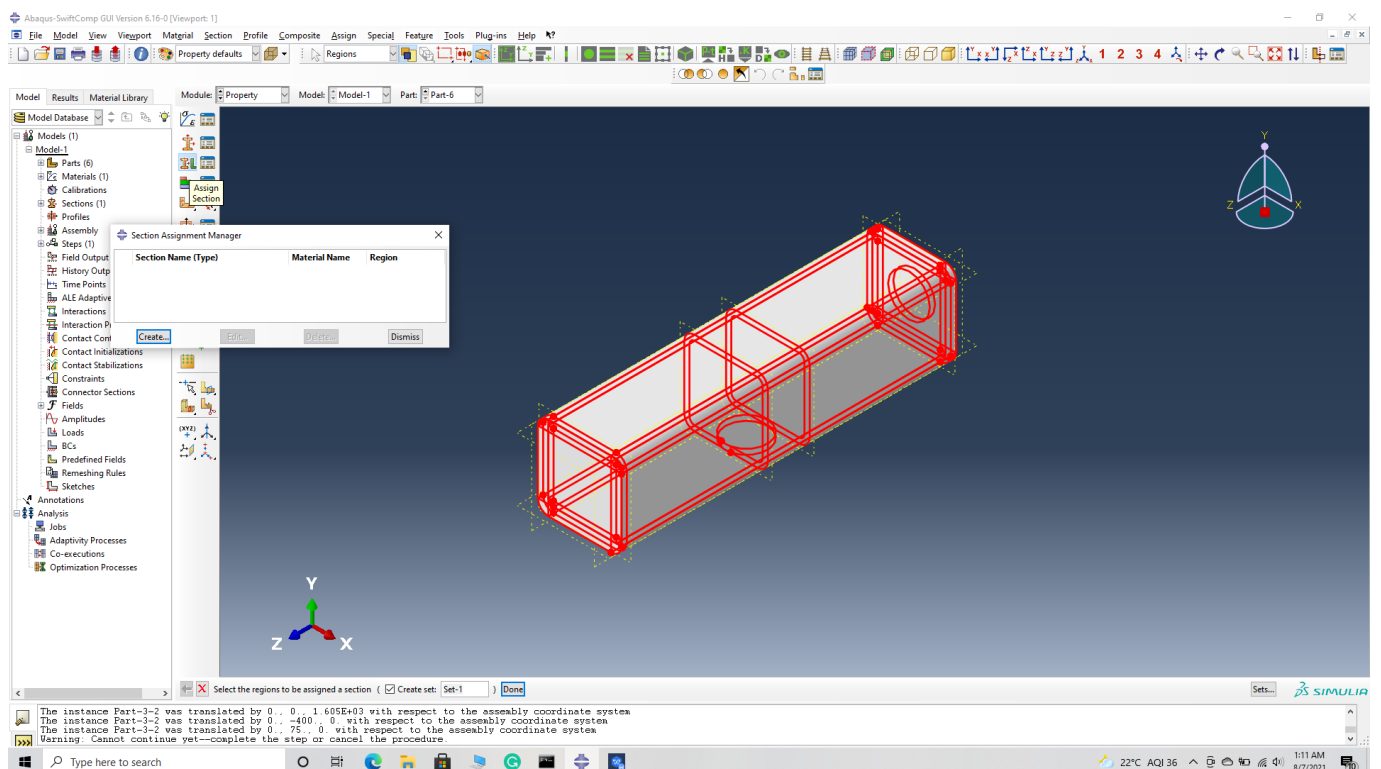 Abaqus-SwiftComp GUI Version 6.16-0 [Viewport: 1]
File Model View Viewport Material Section Profile Composite Assign Special Feature Tools Plug-ins Help
Property defaults Regions 1 2 3 4
Model Results Material Library Module: Property Model: Model-1 Part: Part-6
Model Database
Models (1)
Model-1
Parts (6)
Materials (1)
Calibrations
Sections (1)
Profiles
Assembly
Steps (1)
Field Output
History Outp
Time Points
ALE Adaptive
Interactions
Interaction P
Contact Cont
Contact Initializations
Contact Stabilizations
Constraints
Connector Sections
Fields
Amplitudes
Loads
BCs
Predefined Fields
Remeshing Rules
Sketches
Annotations
Analysis
Jobs
Adaptivity Processes
Co-executions
Optimization Processes
Assign
Section
Section Assignment Manager
Section Name (Type) Material Name Region
Create... Edit... Delete... Dismiss
(XYZ)
Y
Z X
Y
Z X
Select the regions to be assigned a section ( Create set: Set-1 ) Done Sets... SIMULIA
The instance Part-3-2 was translated by 0., 0., 1.605E+03 with respect to the assembly coordinate system
The instance Part-3-2 was translated by 0., -400., 0. with respect to the assembly coordinate system
The instance Part-3-2 was translated by 0., 75., 0. with respect to the assembly coordinate system
Warning: Cannot continue yet--complete the step or cancel the procedure.
Type here to search
22°C AQI 36
1:11 AM
8/7/2021